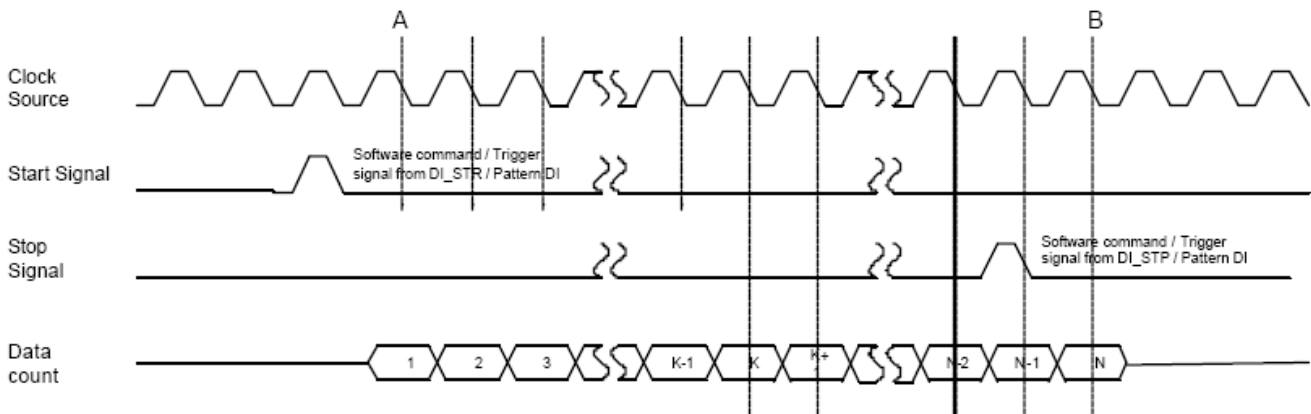 A B
Clock
Source
Software command / Trigger
signal from DI_STR / Pattern DI
Start Signal
Stop
Signal
Software command / Trigger
signal from DI_STP / Pattern DI
Data
count
1 2 3 K-1 K K+ N-2 N-1 N